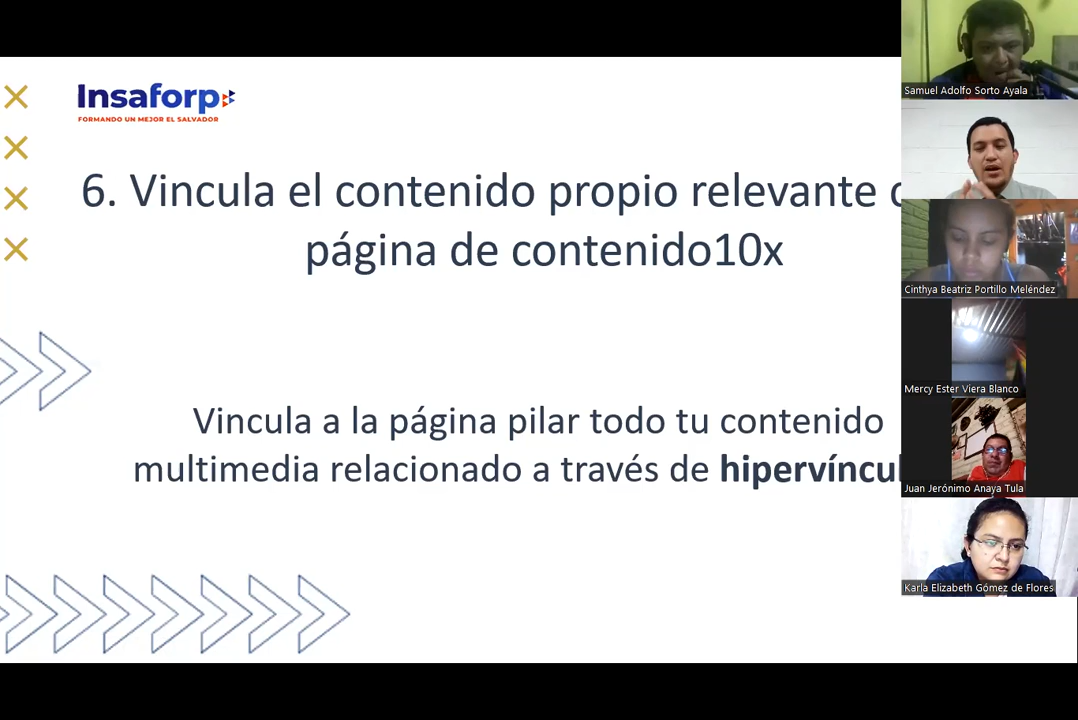 Insaforp
FORMANDO UN MEJOR EL SALVADOR
6. Vincula el contenido propio relevante
página de contenido10x
Vincula a la página pilar todo tu contenido
multimedia relacionado a través de
Samuel Adolfo Sorto Ayala
Cinthya Beatriz Portillo Meléndez
Mercy Ester Viera Blanco
Juan Jerónimo Anaya Tula
Karla Elizabeth Gómez de Flores